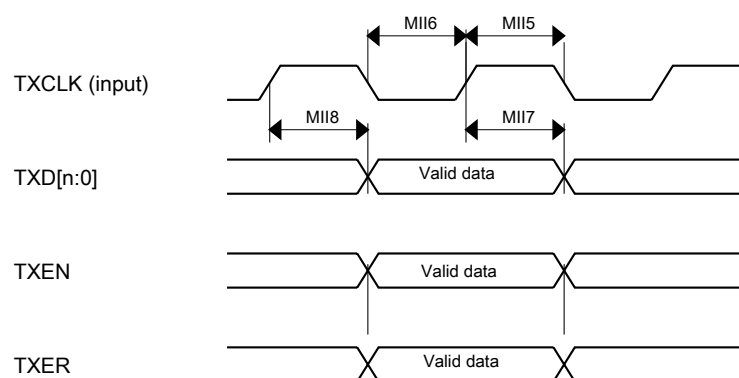 MII6 MII5
TXCLK (input)
MII8 MII7
TXD[n:0] Valid data
TXEN Valid data
TXER Valid data